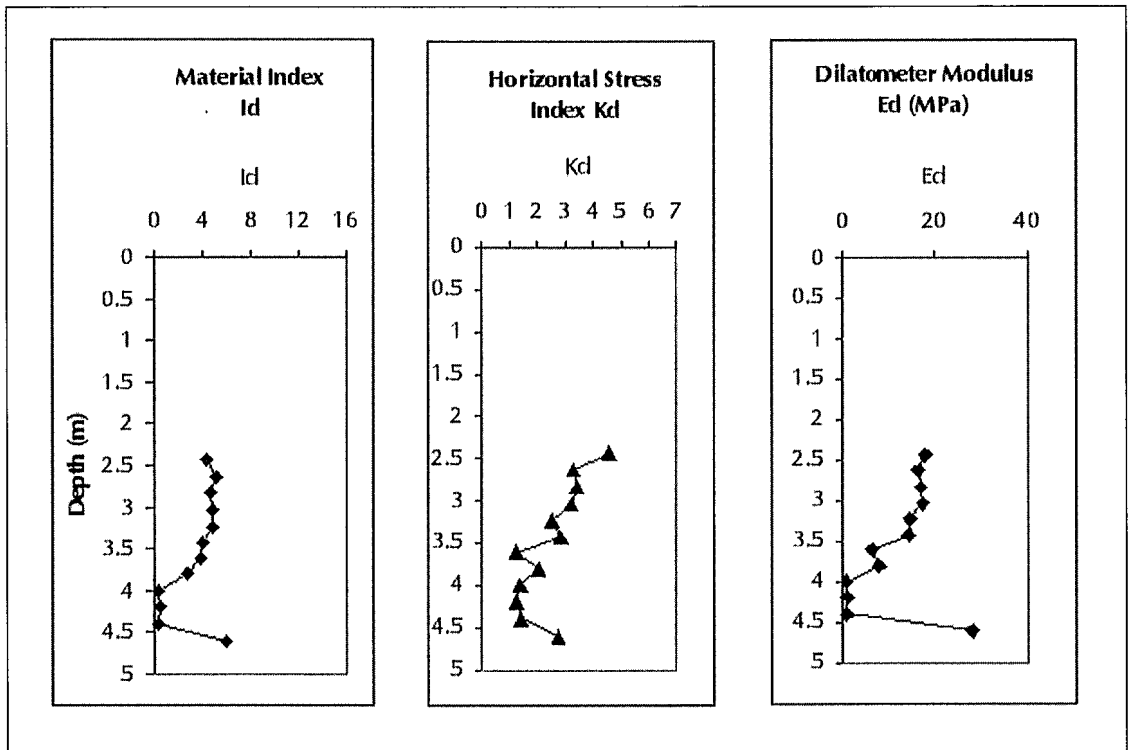 Material Index
Id
Id
0 4 8 12 16
0
0.5
1
1.5
2
2.5
3
3.5
4
4.5
5
Depth (m)
Horizontal Stress
Index Kd
Kd
0 1 2 3 4 5 6 7
0
0.5
1
1.5
2
2.5
3
3.5
4
4.5
5
Dilatometer Modulus
Ed (MPa)
Ed
0 20 40
0
0.5
1
1.5
2
2.5
3
3.5
4
4.5
5